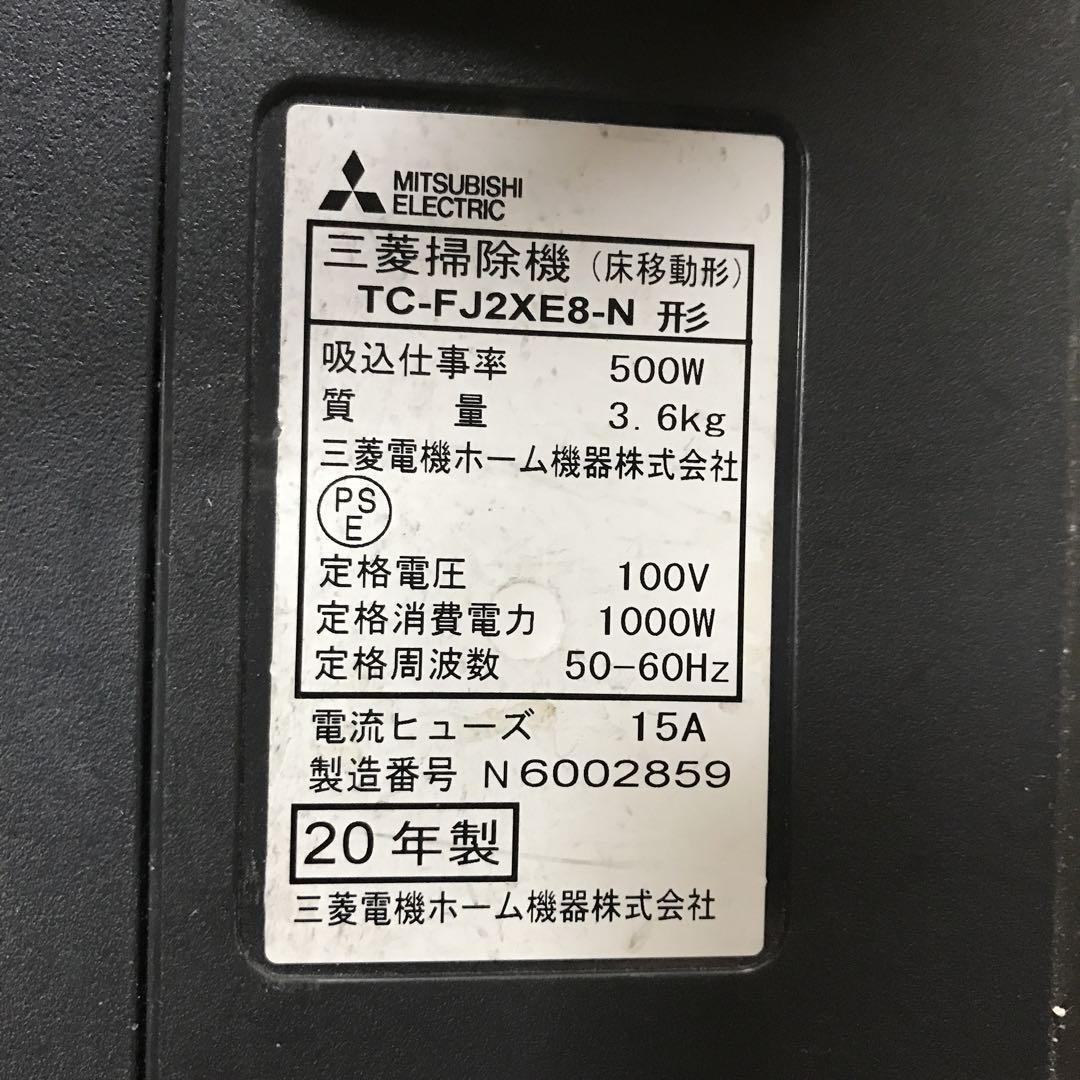 MITSUBISHI
ELECTRIC
三菱掃除機（床移動形）
TC-FJ2XE8-N 形
吸込仕事率 500W
質量 3.6kg
三菱電機ホーム機器株式会社
PS
E
定格電圧 100V
定格消費電力 1000W
定格周波数 50-60Hz
電流ヒューズ 15A
製造番号 N6002859
20年製
三菱電機ホーム機器株式会社